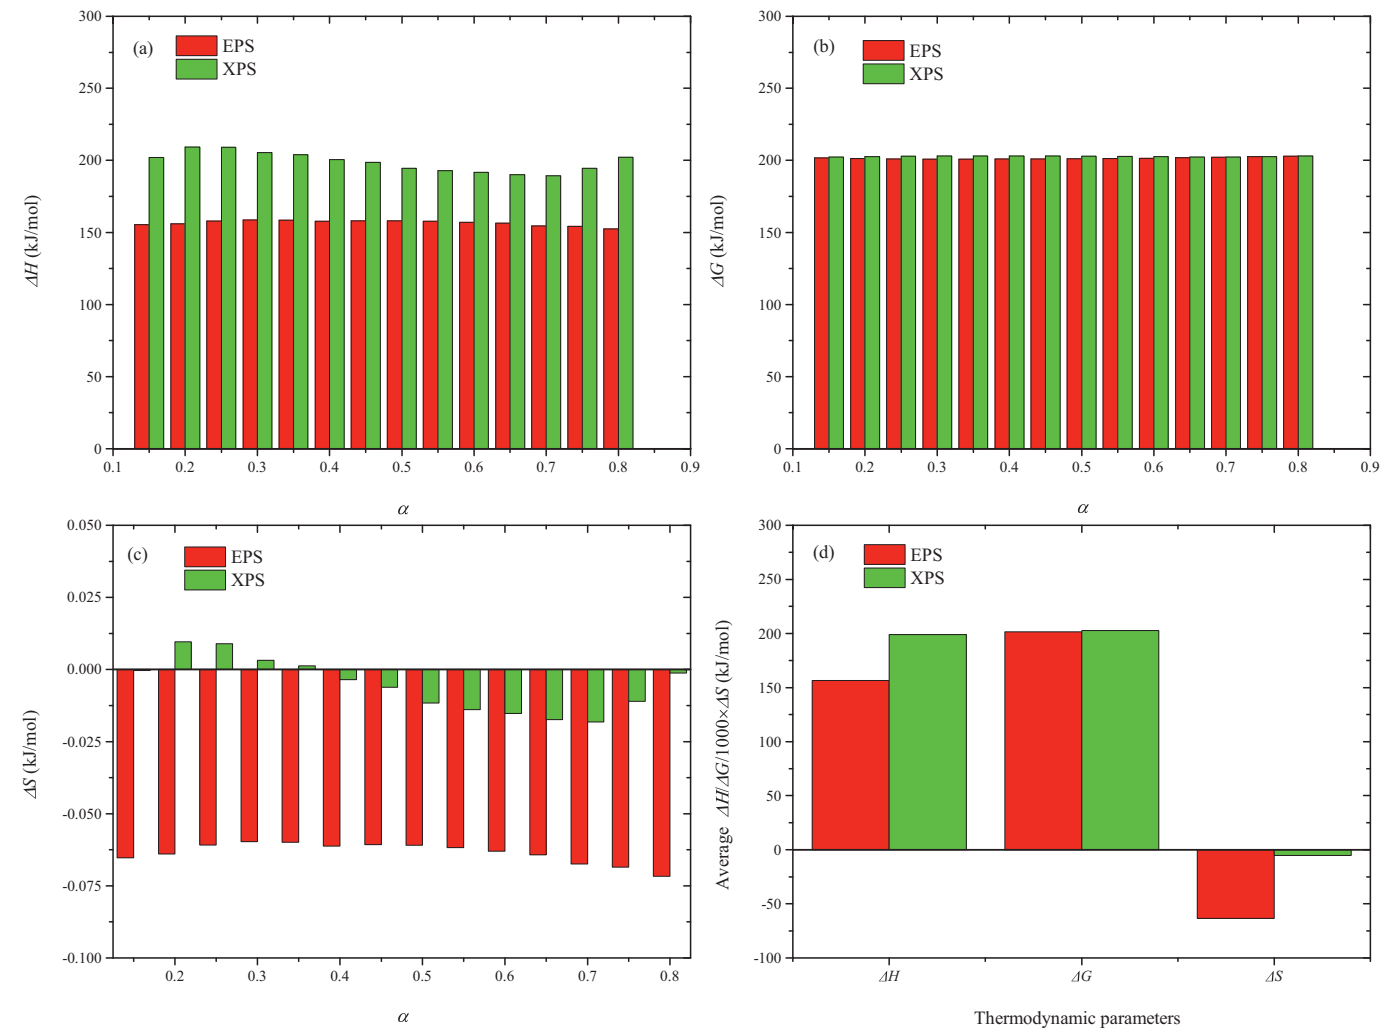 (a)
EPS
XPS
300
250
200
150
100
50
0
0.1 0.2 0.3 0.4 0.5 0.6 0.7 0.8 0.9
ΔH (kJ/mol)
α
(b)
EPS
XPS
300
250
200
150
100
50
0
0.1 0.2 0.3 0.4 0.5 0.6 0.7 0.8 0.9
ΔG (kJ/mol)
α
(c)
EPS
XPS
0.050
0.025
0.000
-0.025
-0.050
-0.075
-0.100
0.2 0.3 0.4 0.5 0.6 0.7 0.8
ΔS (kJ/mol)
α
(d)
EPS
XPS
300
250
200
150
100
50
0
-50
-100
ΔH ΔG ΔS
Average ΔH/ΔG/1000×ΔS (kJ/mol)
Thermodynamic parameters